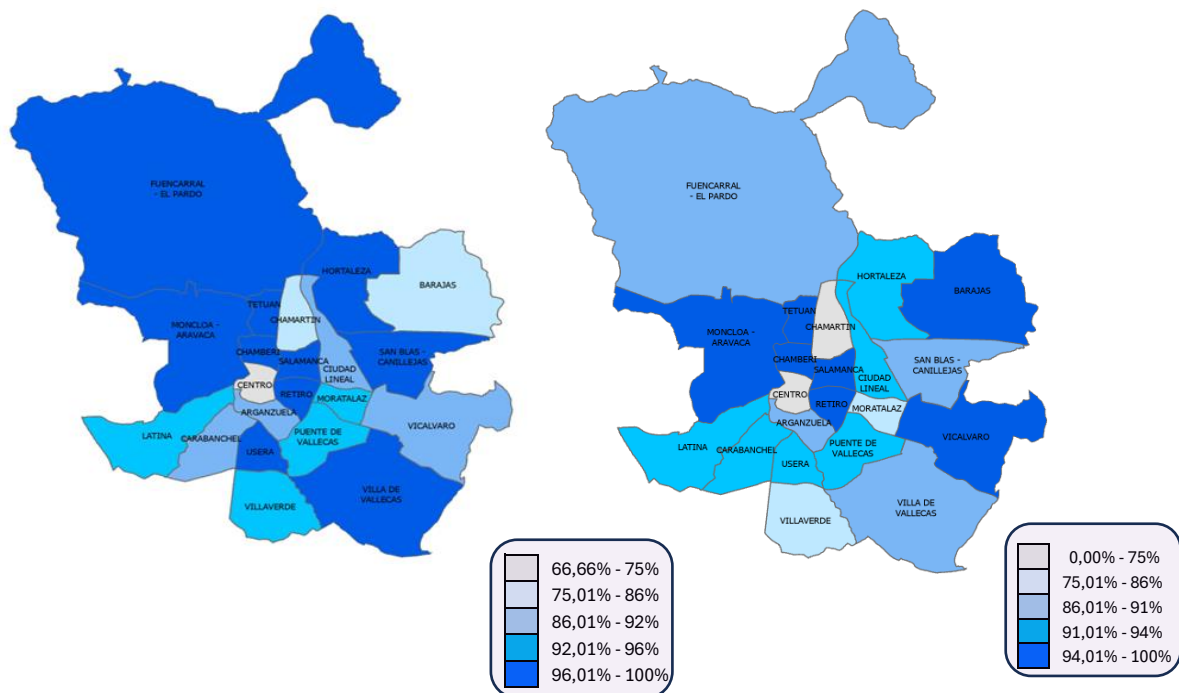 FUENCARRAL
- EL PARDO
HORTALEZA
BARAJAS
TETUAN
CHAMARTIN
MONCLOA -
ARAVACA
CHAMBERI
SALAMANCA
SAN BLAS -
CANILLEJAS
CIUDAD
LINEAL
CENTRO
RETIRO
MORATALAZ
ARGANZUELA
VICALVARO
LATINA
CARABANCHEL
USERA
PUENTE DE
VALLECAS
VILLA DE
VALLECAS
VILLAVERDE
66,66% - 75%
75,01% - 86%
86,01% - 92%
92,01% - 96%
96,01% - 100%
FUENCARRAL
- EL PARDO
HORTALEZA
BARAJAS
TETUAN
CHAMARTIN
MONCLOA -
ARAVACA
CHAMBERI
SALAMANCA
SAN BLAS -
CANILLEJAS
CIUDAD
LINEAL
CENTRO
RETIRO
MORATALAZ
ARGANZUELA
VICALVARO
LATINA
CARABANCHEL
USERA
PUENTE DE
VALLECAS
VILLA DE
VALLECAS
VILLAVERDE
0,00% - 75%
75,01% - 86%
86,01% - 91%
91,01% - 94%
94,01% - 100%